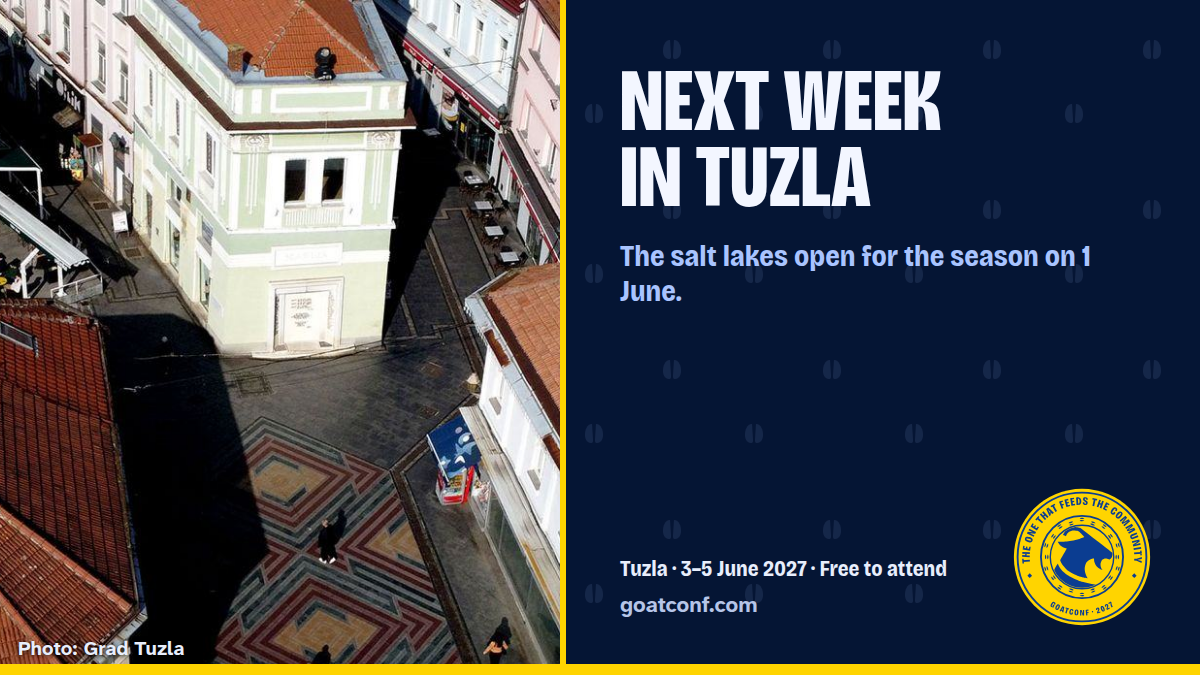 NEXT WEEK
IN TUZLA
The salt lakes open for the season on 1
June.
Tuzla · 3–5 June 2027 · Free to attend
goatconf.com
THE ONE THAT FEEDS THE COMMUNITY
GOATCONF · 2027
Photo: Grad Tuzla